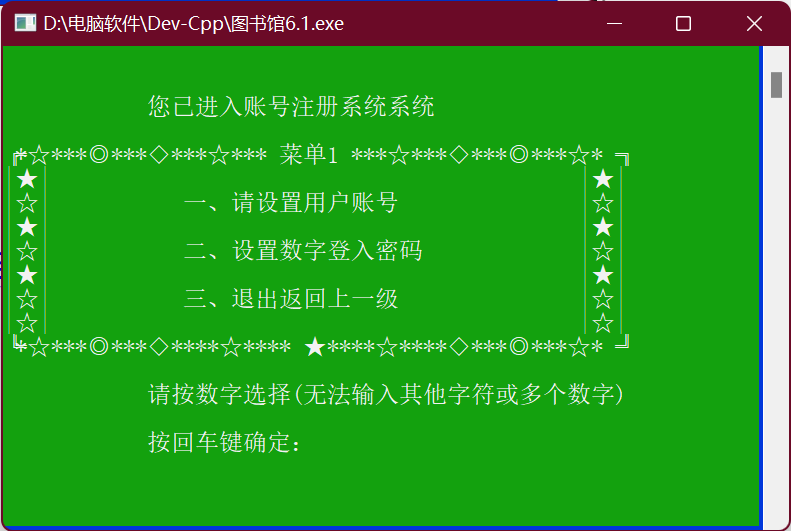 D:\电脑软件\Dev-Cpp\图书馆6.1.exe
您已进入账号注册系统系统
╔*☆***◎***◇***☆*** 菜单1 ***☆***◇***◎***☆* ╗
│★│ │★│
│☆│ 一、请设置用户账号 │☆│
│★│ │★│
│☆│ 二、设置数字登入密码 │☆│
│★│ │★│
│☆│ 三、退出返回上一级 │☆│
│☆│ │☆│
╚*☆***◎***◇****☆**** ★****☆****◇***◎***☆* ╝
请按数字选择(无法输入其他字符或多个数字)
按回车键确定: